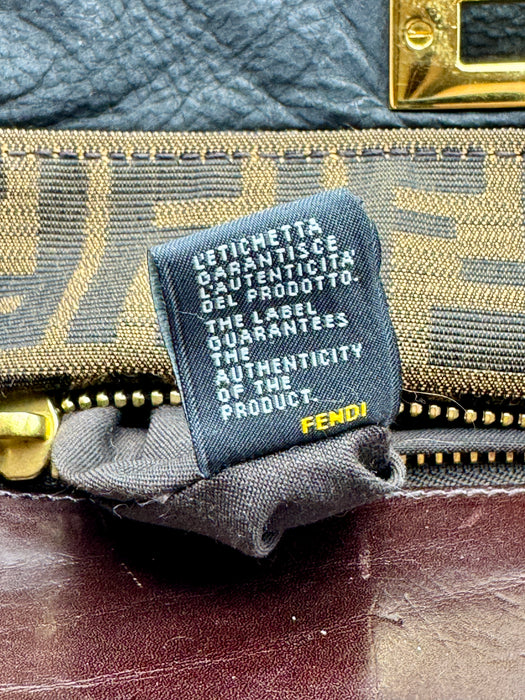 L'ETICHETTA
GARANTISCE
L'AUTENTICITA'
DEL PRODOTTO.
THE LABEL
GUARANTEES
THE
AUTHENTICITY
OF THE
PRODUCT.
FENDI